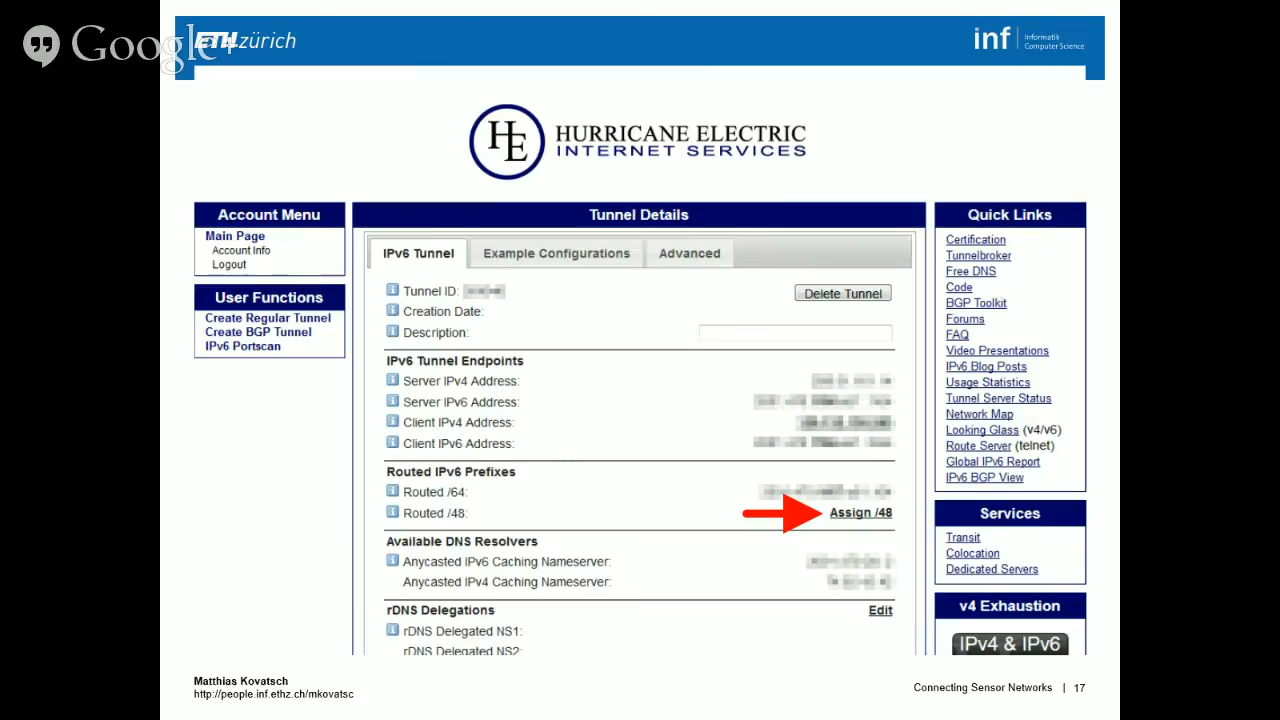 Google+
ETH zürich
inf
Informatik
Computer Science
HE
HURRICANE ELECTRIC
INTERNET SERVICES
Account Menu
Main Page
Account Info
Logout
User Functions
Create Regular Tunnel
Create BGP Tunnel
IPv6 Portscan
Tunnel Details
IPv6 Tunnel
Example Configurations
Advanced
Tunnel ID:
Delete Tunnel
Creation Date:
Description:
IPv6 Tunnel Endpoints
Server IPv4 Address:
Server IPv6 Address:
Client IPv4 Address:
Client IPv6 Address:
Routed IPv6 Prefixes
Routed /64:
Routed /48: Assign /48
Available DNS Resolvers
Anycasted IPv6 Caching Nameserver:
Anycasted IPv4 Caching Nameserver:
rDNS Delegations Edit
rDNS Delegated NS1:
rDNS Delegated NS2:
Quick Links
Certification
Tunnelbroker
Free DNS
Code
BGP Toolkit
Forums
FAQ
Video Presentations
IPv6 Blog Posts
Usage Statistics
Tunnel Server Status
Network Map
Looking Glass (v4/v6)
Route Server (telnet)
Global IPv6 Report
IPv6 BGP View
Services
Transit
Colocation
Dedicated Servers
v4 Exhaustion
IPv4 & IPv6
Matthias Kovatsch
http://people.inf.ethz.ch/mkovatsc
Connecting Sensor Networks | 17